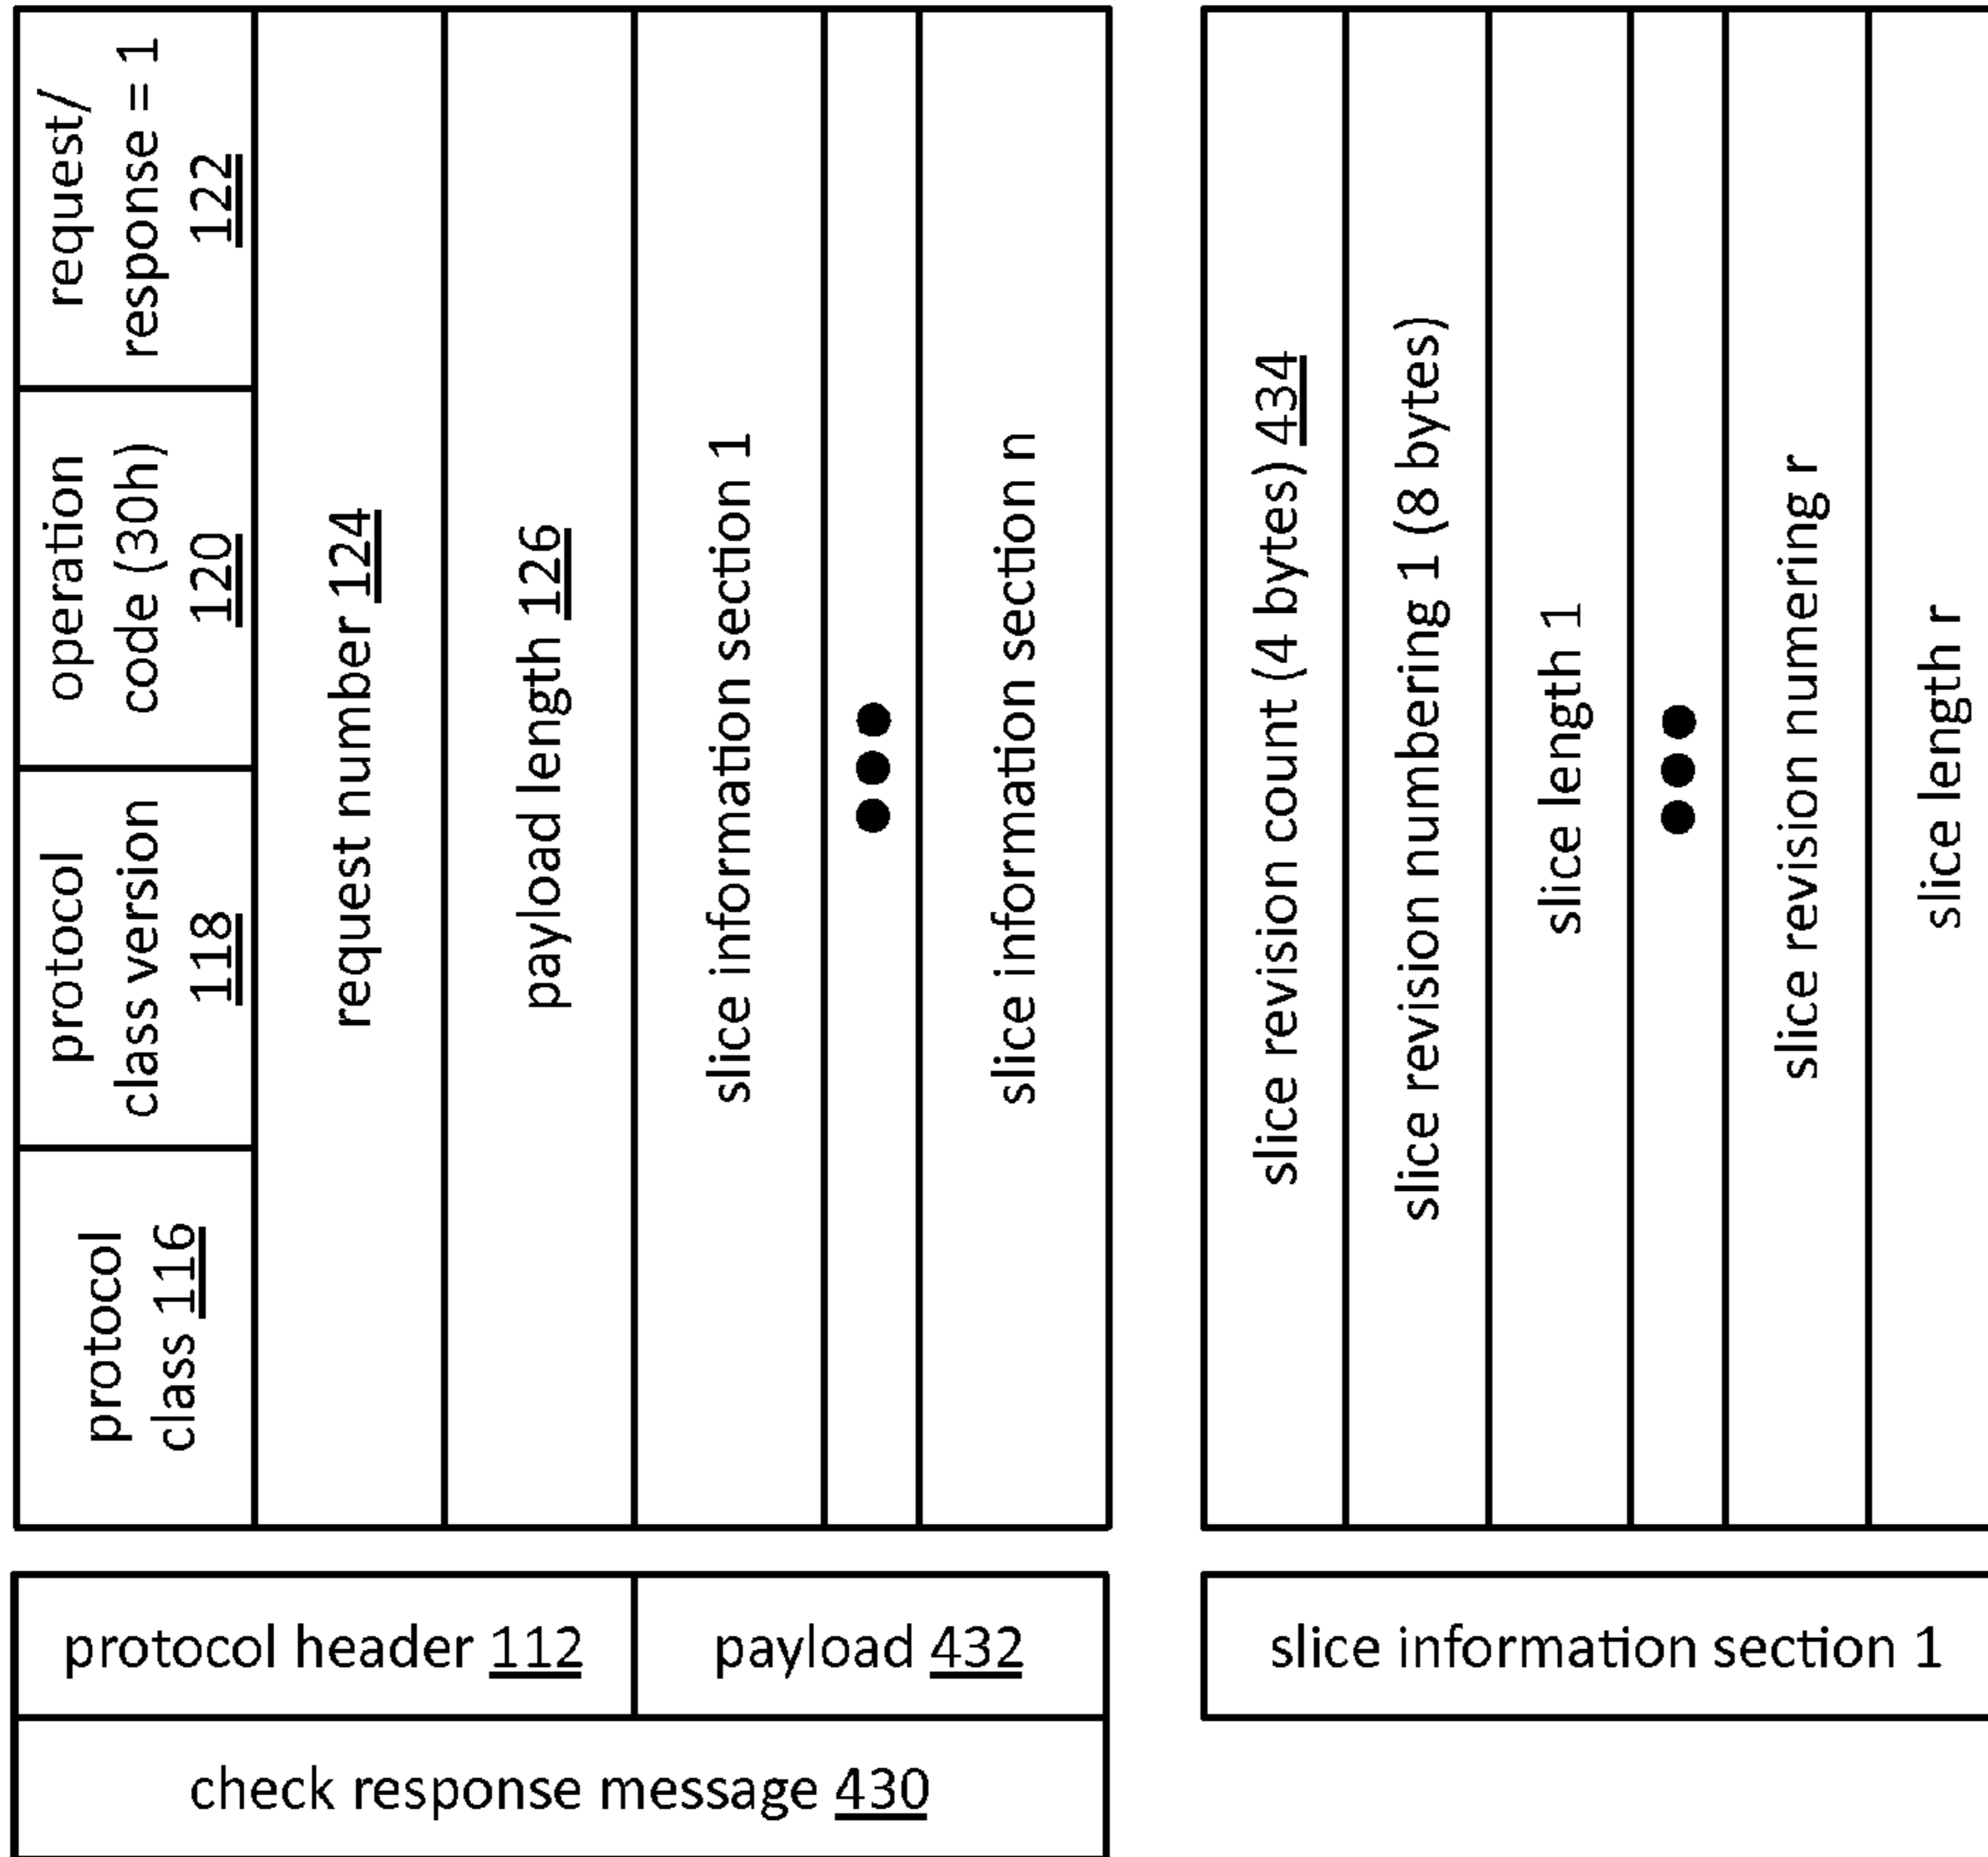 protocol
class 116
protocol
class version
118
operation
code (30h)
120
request/
response = 1
122
request number 124
payload length 126
slice information section 1
slice information section n
protocol header 112
payload 432
check response message 430
slice revision count (4 bytes) 434
slice revision numbering 1 (8 bytes)
slice length 1
slice revision numering r
slice length r
slice information section 1